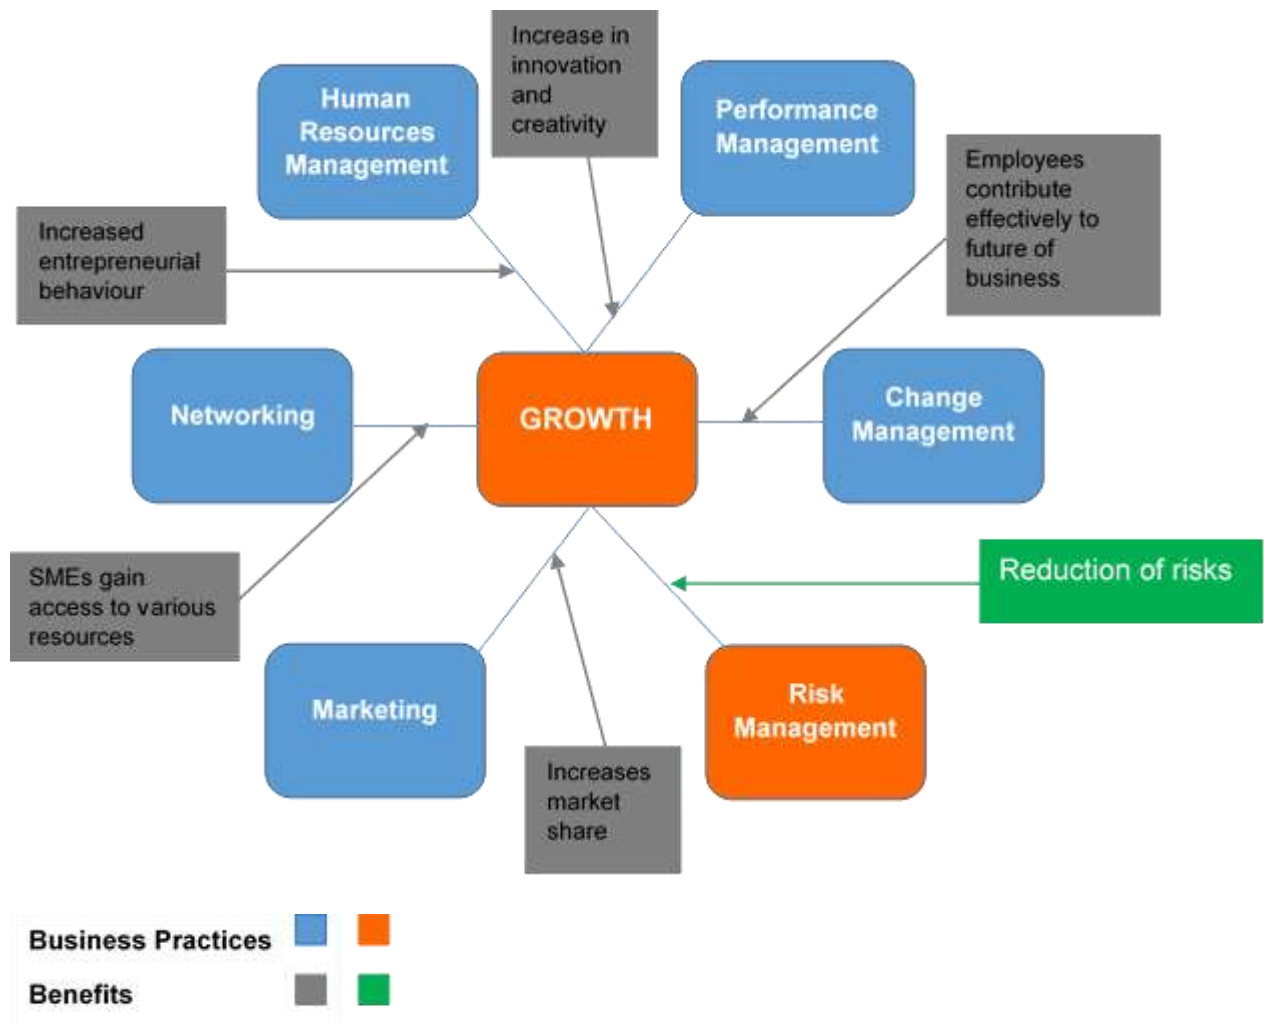 Increase in
innovation
and
creativity
Human
Resources
Management
Performance
Management
Employees
contribute
effectively to
future of
business
Increased
entrepreneurial
behaviour
Networking
GROWTH
Change
Management
SMEs gain
access to various
resources
Reduction of risks
Marketing
Risk
Management
Increases
market
share
Business Practices
Benefits